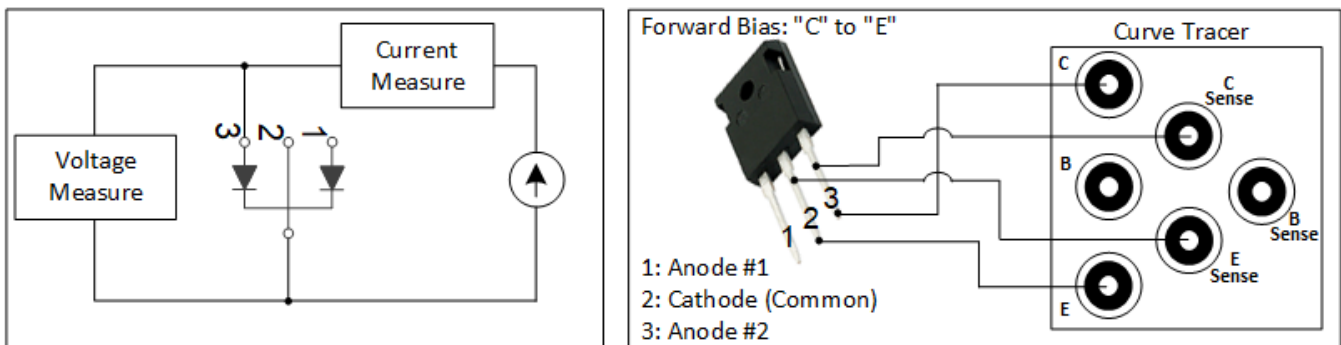 Current
Measure
3 2 1
Voltage
Measure
Forward Bias: "C" to "E"
Curve Tracer
C
C
Sense
B
B
Sense
E
Sense
E
1
2
3
1: Anode #1
2: Cathode (Common)
3: Anode #2